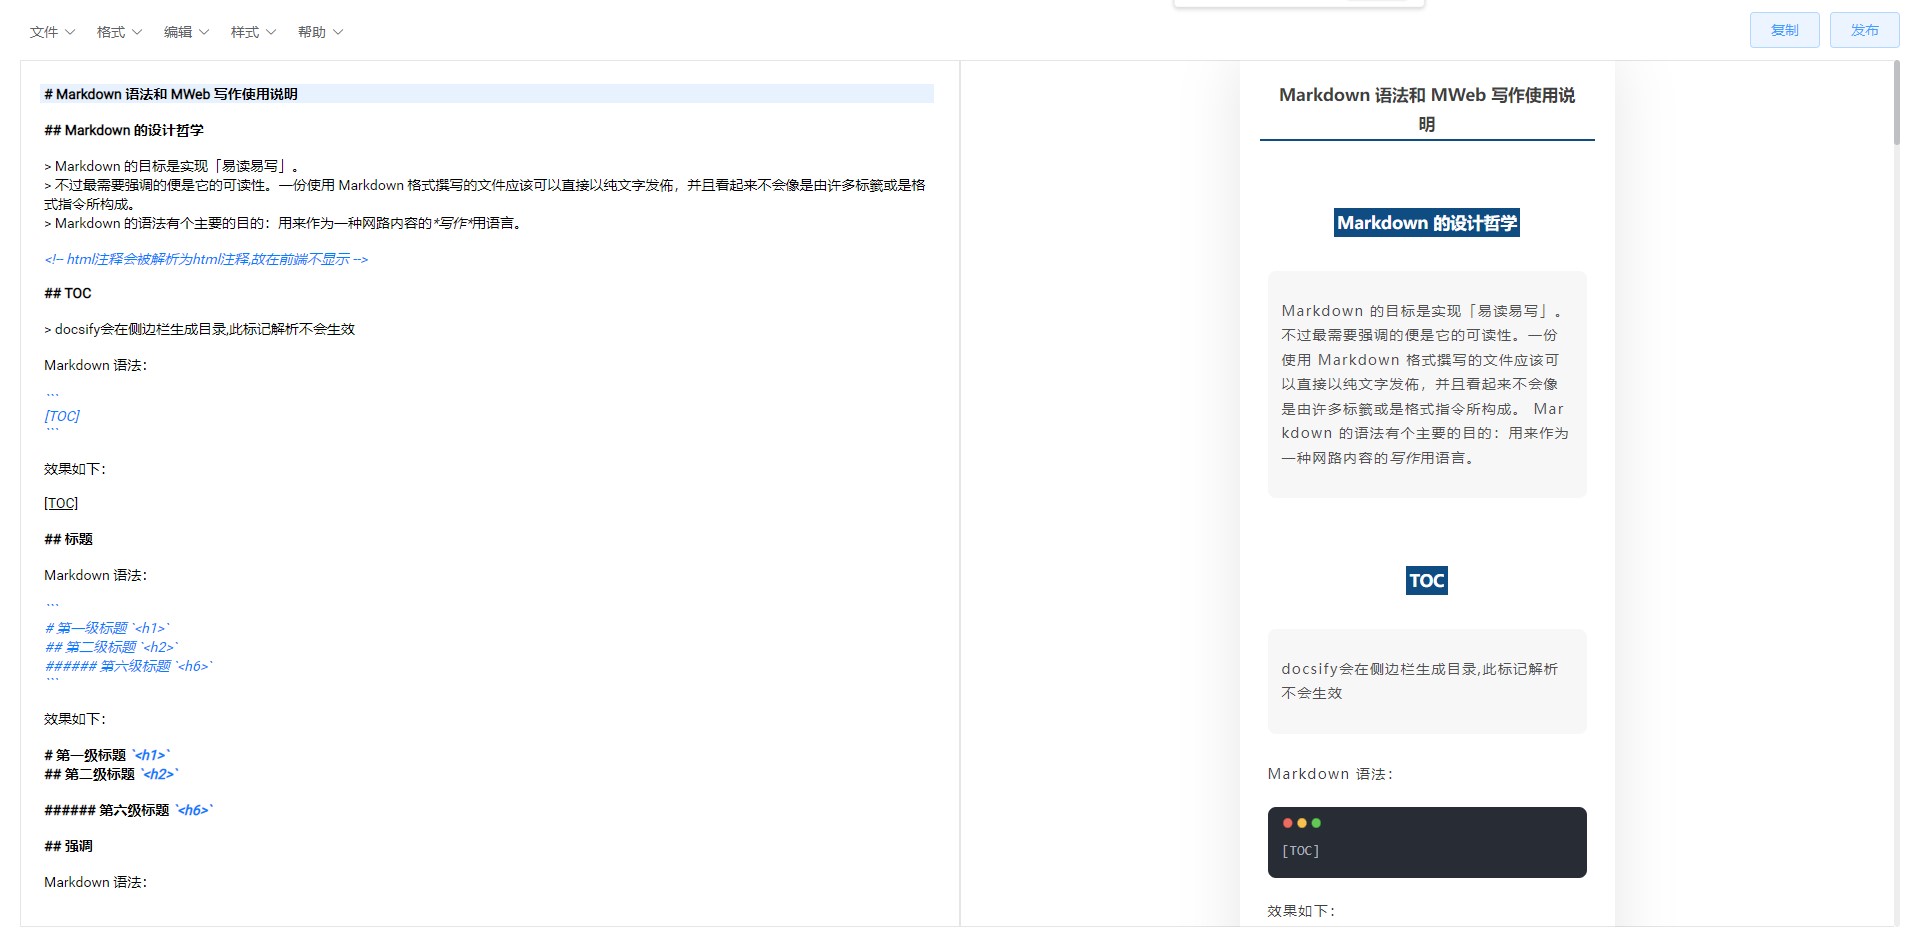 文件 格式 编辑 样式 帮助 复制 发布
# Markdown 语法和 MWeb 写作使用说明
## Markdown 的设计哲学
> Markdown 的目标是实现「易读易写」。
> 不过最需要强调的便是它的可读性。一份使用 Markdown 格式撰写的文件应该可以直接以纯文字发佈，并且看起来不会像是由许多标籤或是格
式指令所构成。
> Markdown 的语法有个主要的目的：用来作为一种网路内容的*写作*用语言。
<!-- html注释会被解析为html注释,故在前端不显示 -->
## TOC
> docsify会在侧边栏生成目录,此标记解析不会生效
Markdown 语法：
```
[TOC]
```
效果如下：
[TOC]
## 标题
Markdown 语法：
```
# 第一级标题 `<h1>`
## 第二级标题 `<h2>`
###### 第六级标题 `<h6>`
```
效果如下：
# 第一级标题 `<h1>`
## 第二级标题 `<h2>`
###### 第六级标题 `<h6>`
## 强调
Markdown 语法：
Markdown 语法和 MWeb 写作使用说
明
Markdown 的设计哲学
Markdown 的目标是实现「易读易写」。
不过最需要强调的便是它的可读性。一份
使用 Markdown 格式撰写的文件应该可
以直接以纯文字发佈，并且看起来不会像
是由许多标籤或是格式指令所构成。 Mar
kdown 的语法有个主要的目的：用来作为
一种网路内容的写作用语言。
TOC
docsify会在侧边栏生成目录,此标记解析
不会生效
Markdown 语法：
[TOC]
效果如下：